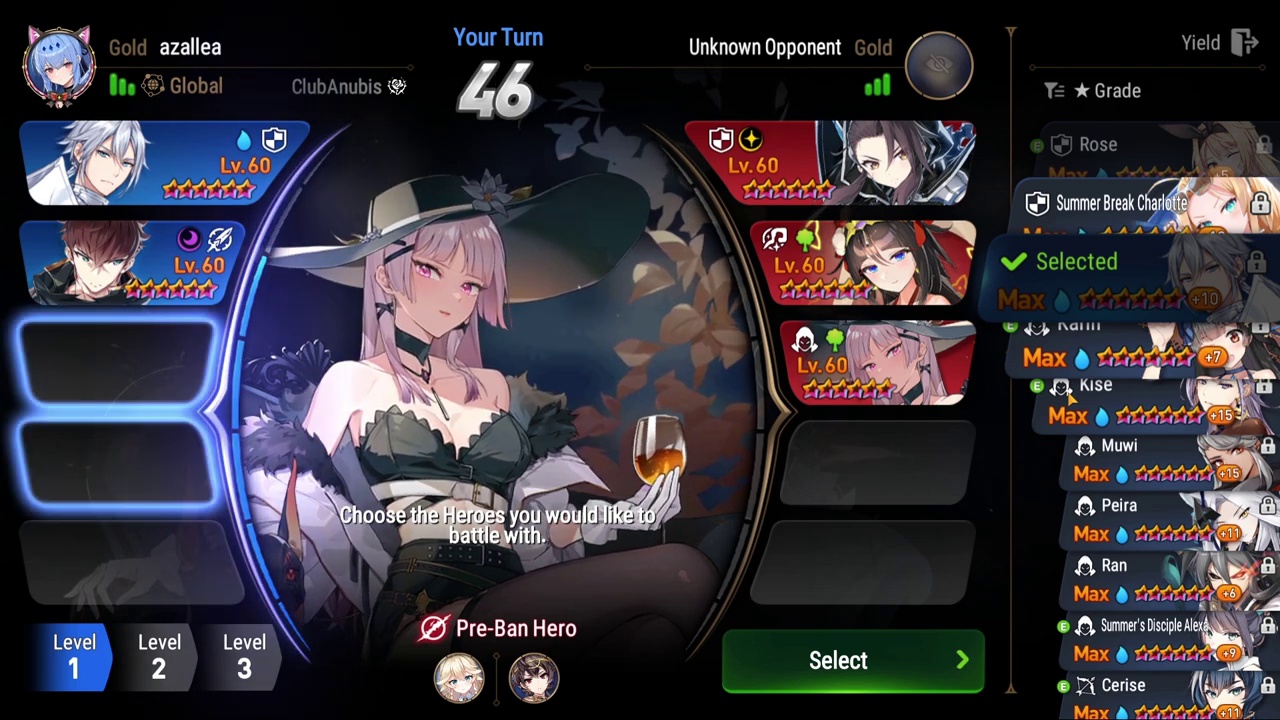 Gold azallea
Global
ClubAnubis
Your Turn
46
Unknown Opponent Gold
Yield
Grade
Lv.60
Lv.60
Lv.60
Lv.60
Lv.60
Choose the Heroes you would like to
battle with.
Pre-Ban Hero
Level
1
Level
2
Level
3
Select
E Rose
Max +5
Summer Break Charlotte
Selected
Max +10
E Karin
Max +7
E Kise
Max +15
Muwi
Max +15
Peira
Max +11
Ran
Max +6
E Summer's Disciple Alexa
Max +9
E Cerise
Max +11